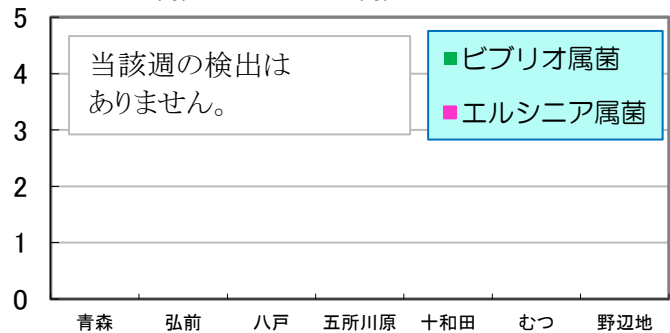 5
当該週の検出は
ありません。
■ビブリオ属菌
■エルシニア属菌
4
3
2
1
0
青森 弘前 八戸 五所川原 十和田 むつ 野辺地